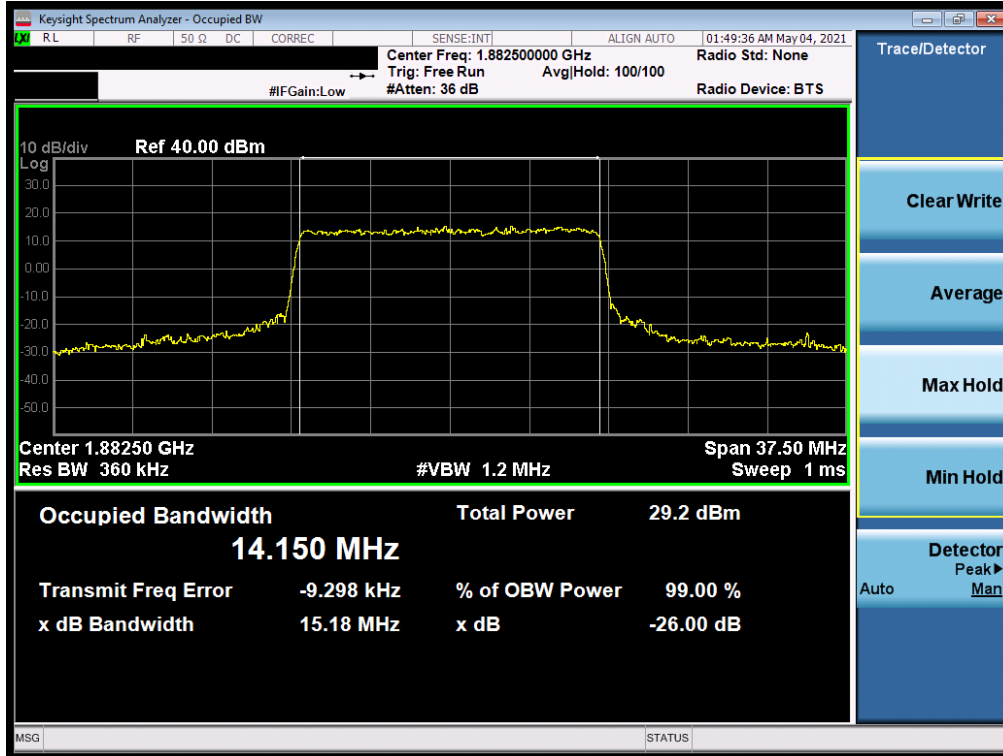 Keysight Spectrum Analyzer - Occupied BW
LXI RL RF 50 Ω DC CORREC SENSE:INT ALIGN AUTO 01:49:36 AM May 04, 2021
Center Freq: 1.882500000 GHz Radio Std: None
Trig: Free Run Avg|Hold: 100/100
#IFGain:Low #Atten: 36 dB Radio Device: BTS
Trace/Detector
10 dB/div Ref 40.00 dBm
Log
30.0
20.0
10.0
0.00
-10.0
-20.0
-30.0
-40.0
-50.0
Center 1.88250 GHz Span 37.50 MHz
Res BW 360 kHz #VBW 1.2 MHz Sweep 1 ms
Occupied Bandwidth Total Power 29.2 dBm
14.150 MHz
Transmit Freq Error -9.298 kHz % of OBW Power 99.00 %
x dB Bandwidth 15.18 MHz x dB -26.00 dB
Clear Write
Average
Max Hold
Min Hold
Detector
Peak▶
Auto Man
MSG STATUS